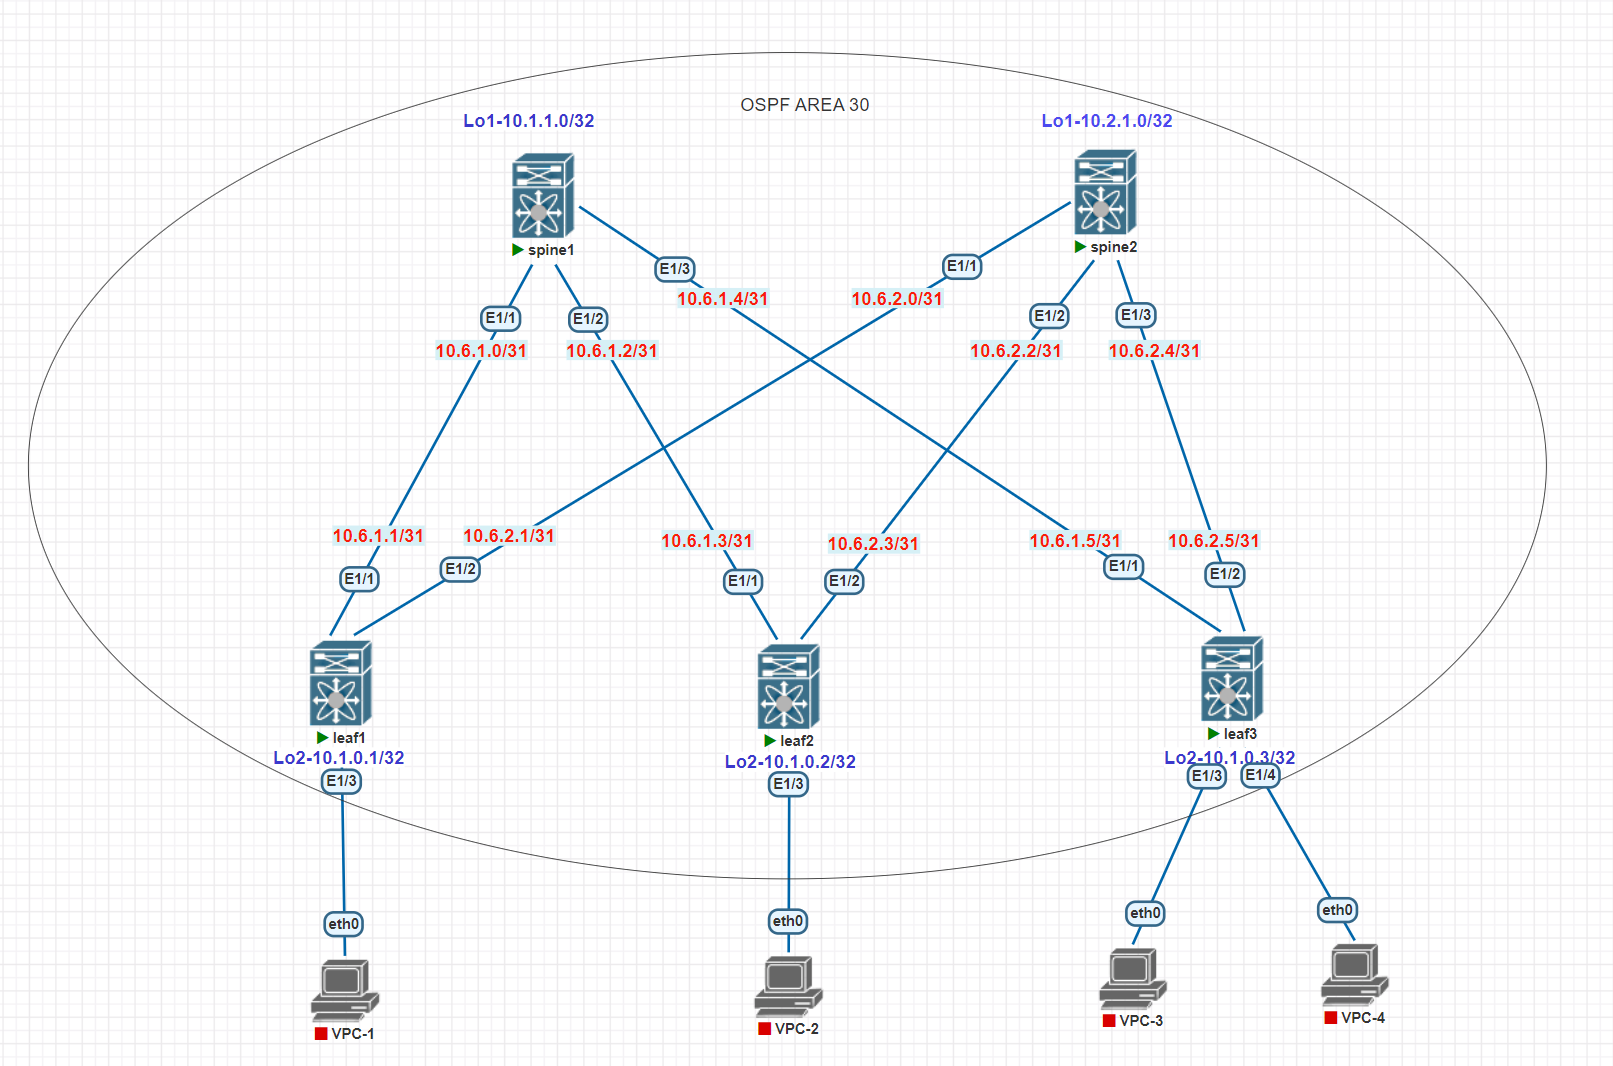 OSPF AREA 30
Lo1-10.1.1.0/32
Lo1-10.2.1.0/32
spine1
spine2
E1/3
E1/1
10.6.1.4/31
10.6.2.0/31
E1/1
E1/2
E1/2
E1/3
10.6.1.0/31
10.6.1.2/31
10.6.2.2/31
10.6.2.4/31
10.6.1.1/31
10.6.2.1/31
10.6.1.3/31
10.6.2.3/31
10.6.1.5/31
10.6.2.5/31
E1/1
E1/2
E1/1
E1/2
E1/1
E1/2
leaf1
leaf2
leaf3
Lo2-10.1.0.1/32
Lo2-10.1.0.2/32
Lo2-10.1.0.3/32
E1/3
E1/3
E1/3
E1/4
eth0
eth0
eth0
eth0
VPC-1
VPC-2
VPC-3
VPC-4